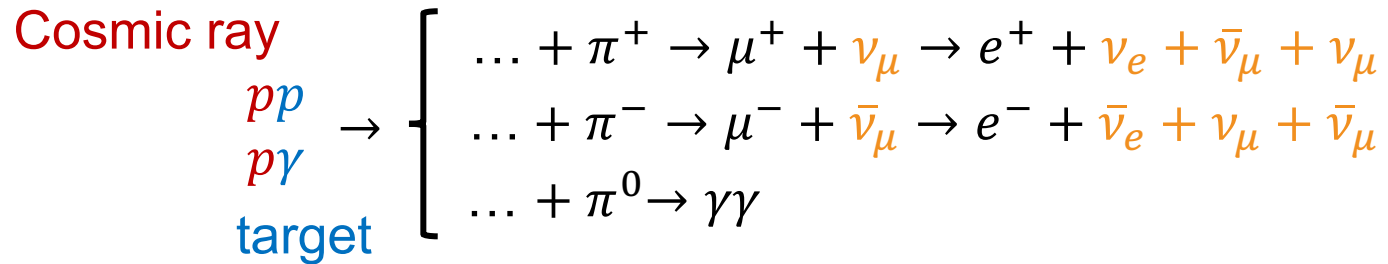 Cosmic ray
pp
pγ
target
→
… + π⁺ → μ⁺ + ν_μ → e⁺ + ν_e + ν̄_μ + ν_μ
… + π⁻ → μ⁻ + ν̄_μ → e⁻ + ν̄_e + ν_μ + ν̄_μ
… + π⁰→ γγ